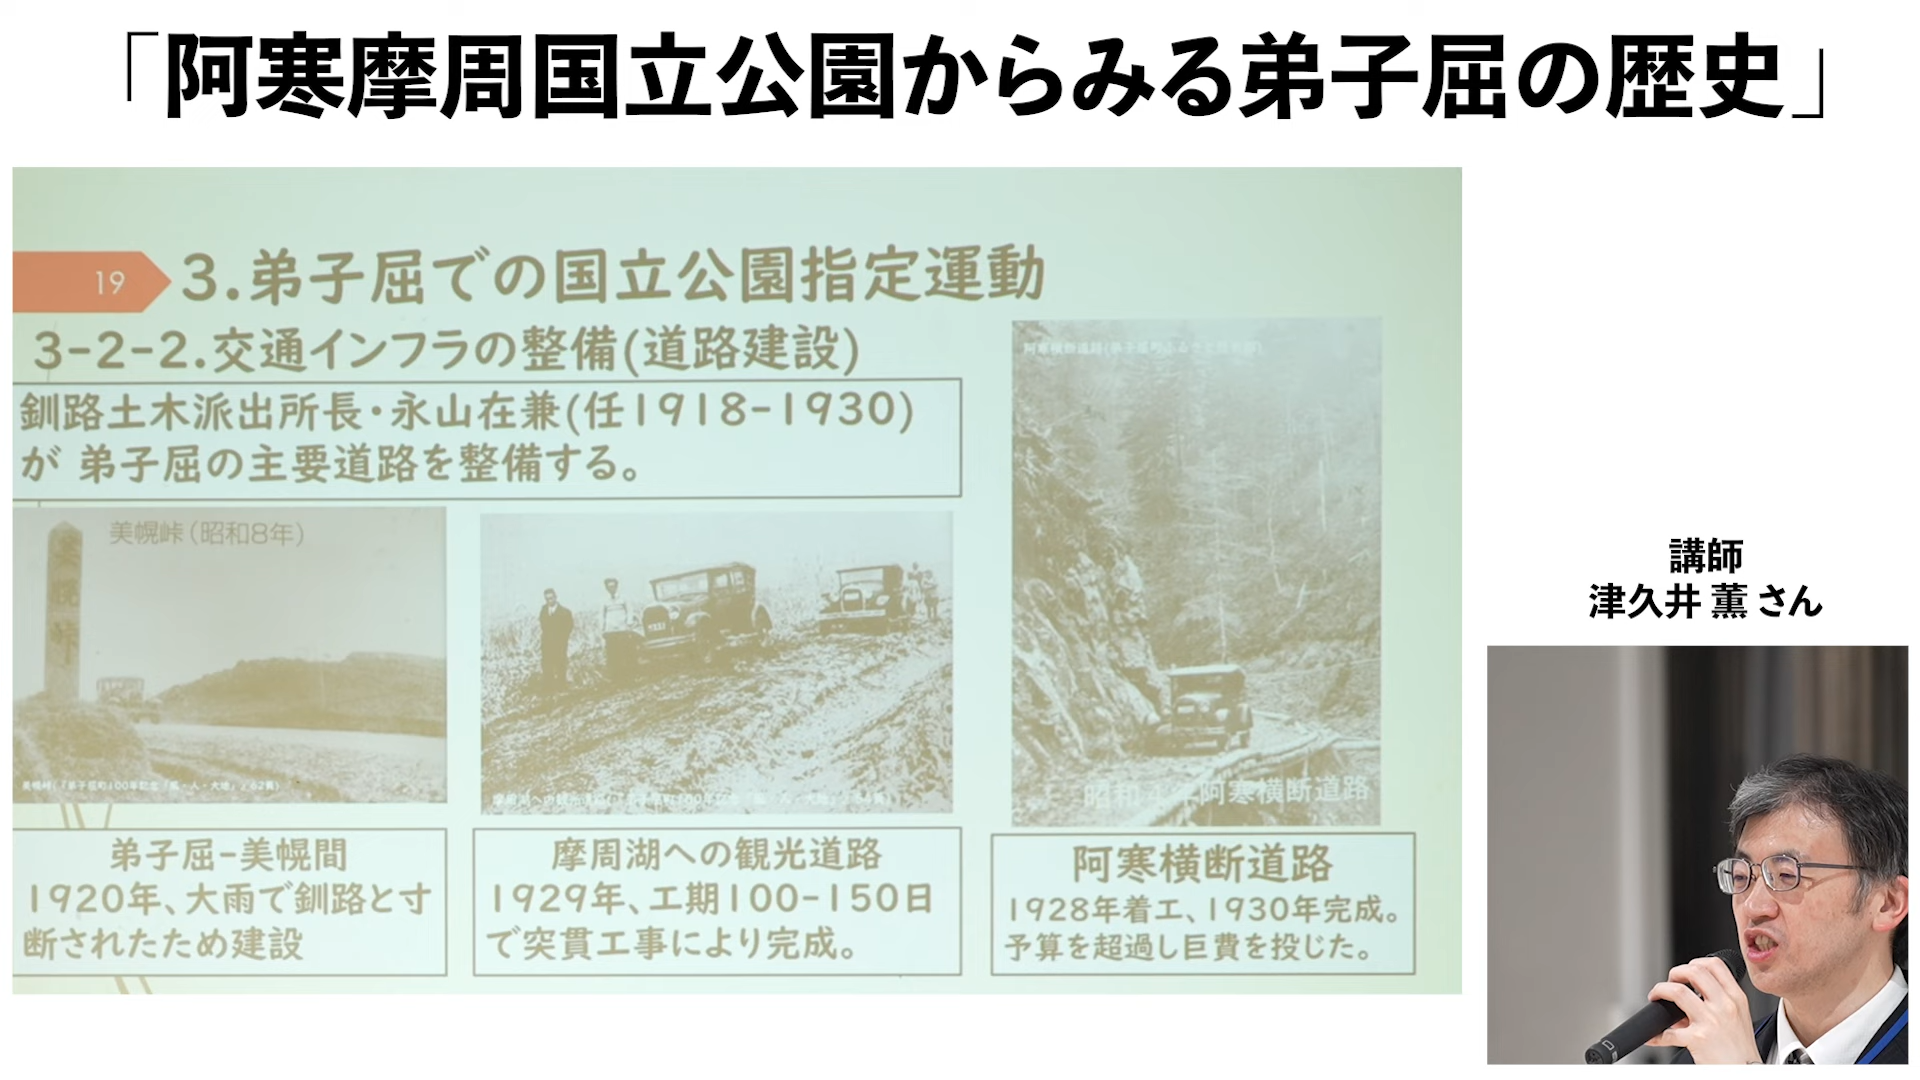 「阿寒摩周国立公園からみる弟子屈の歴史」
19
3.弟子屈での国立公園指定運動
3-2-2.交通インフラの整備(道路建設)
釧路土木派出所長・永山在兼(任1918-1930)
が 弟子屈の主要道路を整備する。
美幌峠(昭和8年)
美幌峠
弟子屈-美幌間
1920年、大雨で釧路と寸
断されたため建設
摩周湖への観光道路
1929年、工期100-150日
で突貫工事により完成。
阿寒横断道路
阿寒横断道路
1928年着工、1930年完成。
予算を超過し巨費を投じた。
講師
津久井 薫 さん